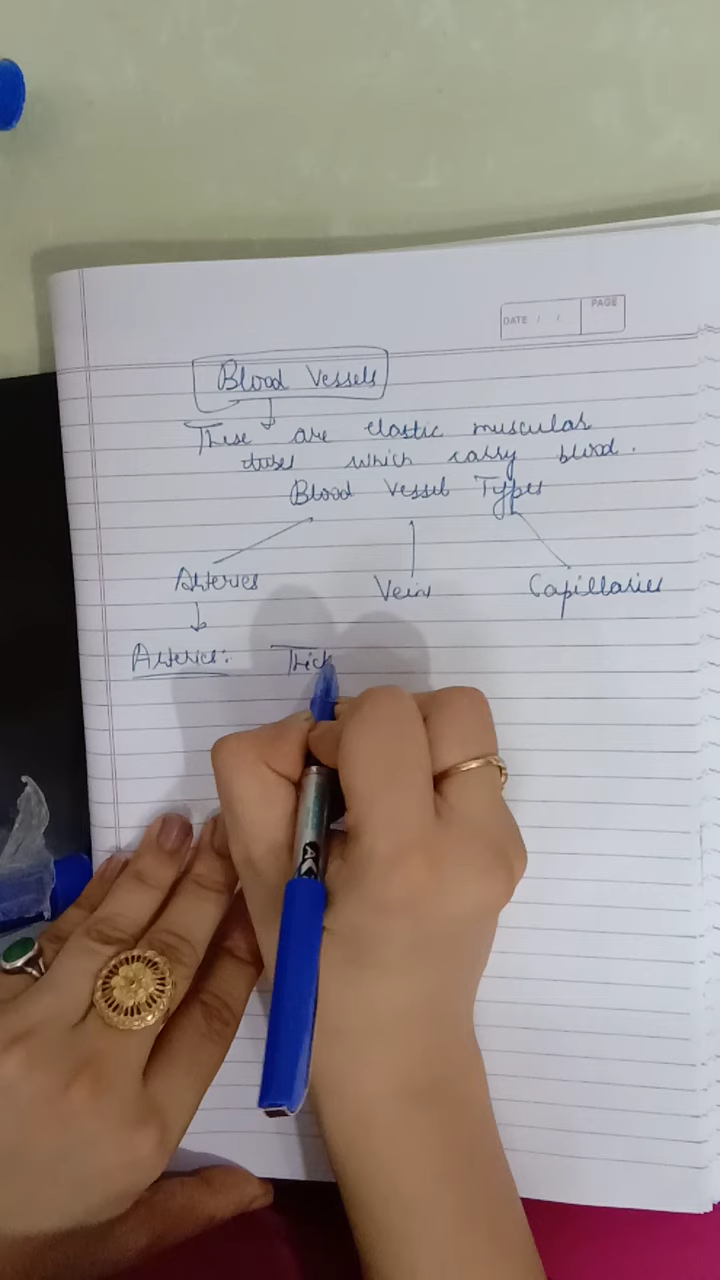 DATE / / PAGE
Blood Vessels
These are elastic muscular
tubes which carry blood.
Blood Vessel Types
Arteries Veins Capillaries
Arteries: Thick